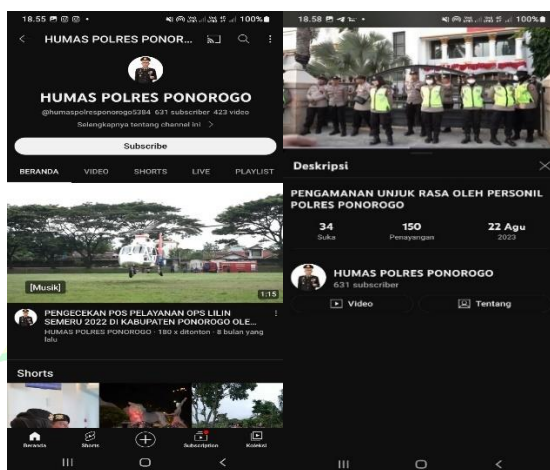 18.55
100%
HUMAS POLRES PONOR...
HUMAS POLRES PONOROGO
@humaspolresponorogo5384 631 subscriber 423 video
Selengkapnya tentang channel ini >
Subscribe
BERANDA VIDEO SHORTS LIVE PLAYLIST
[Musik]
1:15
PENGECEKAN POS PELAYANAN OPS LILIN
SEMERU 2022 DI KABUPATEN PONOROGO OLE...
HUMAS POLRES PONOROGO · 180 x ditonton · 8 bulan yang
lalu
Shorts
Beranda Shorts Subscription Koleksi
18.58
100%
Deskripsi
PENGAMANAN UNJUK RASA OLEH PERSONIL
POLRES PONOROGO
34 150 22 Agu
Suka Penayangan 2023
HUMAS POLRES PONOROGO
631 subscriber
Video Tentang